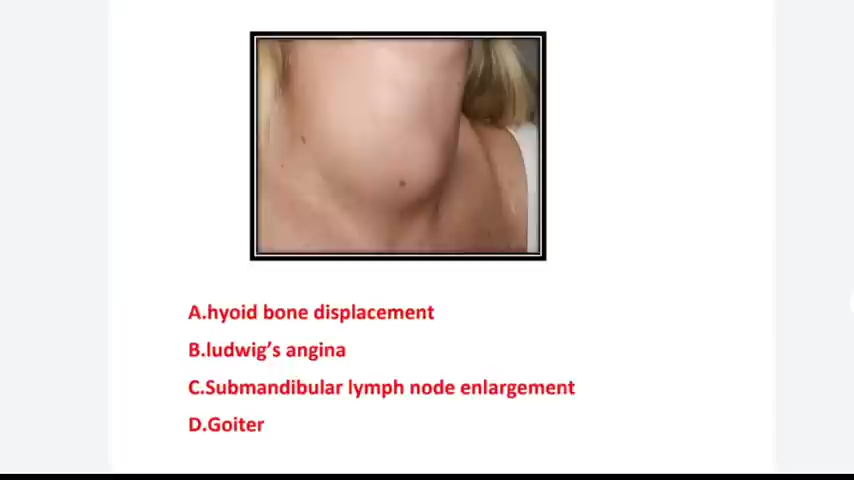 A.hyoid bone displacement
B.ludwig's angina
C.Submandibular lymph node enlargement
D.Goiter